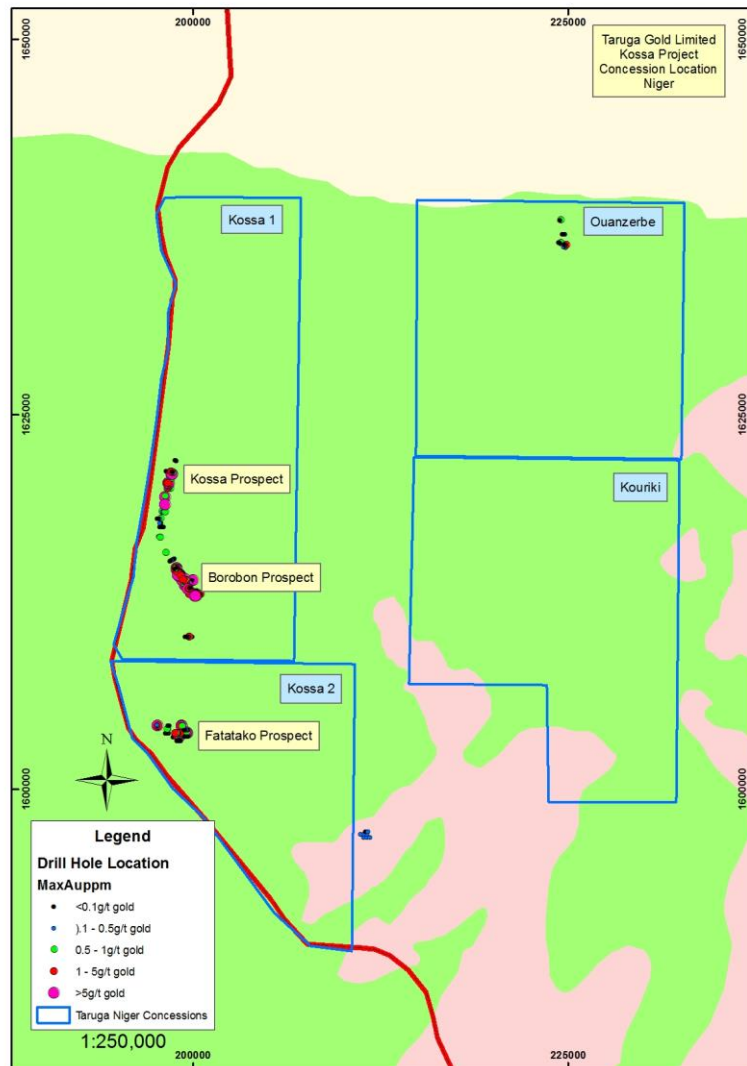 200000
225000
1650000
1650000
Taruga Gold Limited
Kossa Project
Concession Location
Niger
Kossa 1
Ouanzerbe
1625000
1625000
Kossa Prospect
Kouriki
Borobon Prospect
Kossa 2
Fatatako Prospect
N
1600000
1600000
Legend
Drill Hole Location
MaxAuppm
<0.1g/t gold
).1 - 0.5g/t gold
0.5 - 1g/t gold
1 - 5g/t gold
>5g/t gold
Taruga Niger Concessions
1:250,000
200000
225000